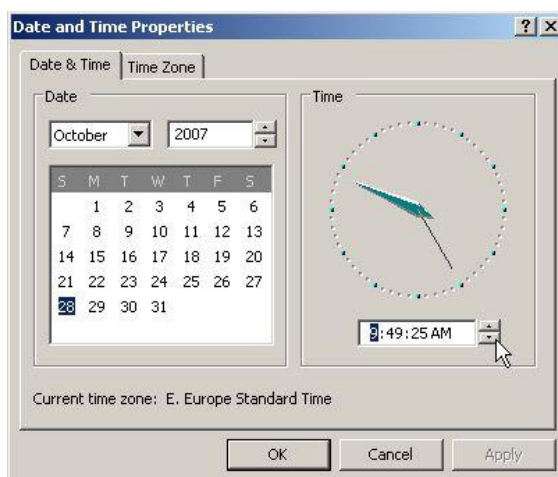 Date and Time Properties
Date & Time Time Zone
Date
October 2007
S M T W T F S
1 2 3 4 5 6
7 8 9 10 11 12 13
14 15 16 17 18 19 20
21 22 23 24 25 26 27
28 29 30 31
Time
9:49:25 AM
Current time zone: E. Europe Standard Time
OK Cancel Apply